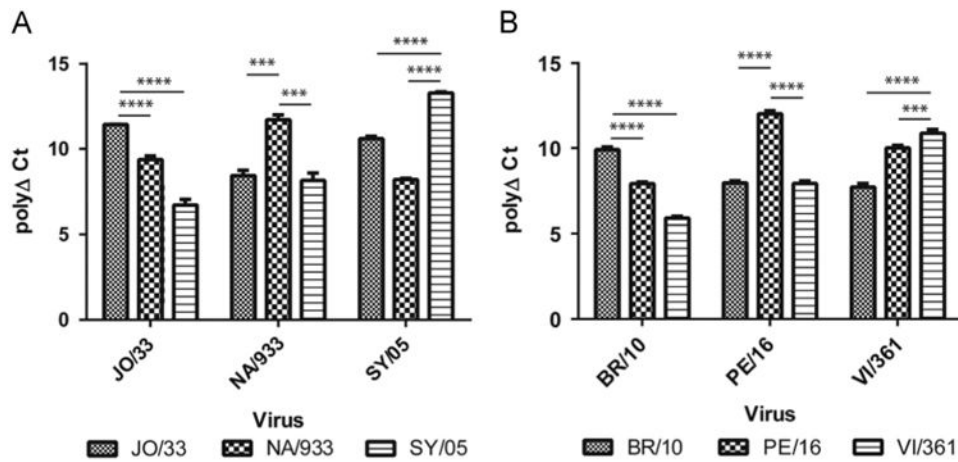 A
polyΔ Ct
15
10
5
0
****
****
***
***
****
****
JO/33
NA/933
SY/05
Virus
JO/33 NA/933 SY/05
B
polyΔ Ct
15
10
5
0
****
****
****
****
****
***
BR/10
PE/16
VI/361
Virus
BR/10 PE/16 VI/361